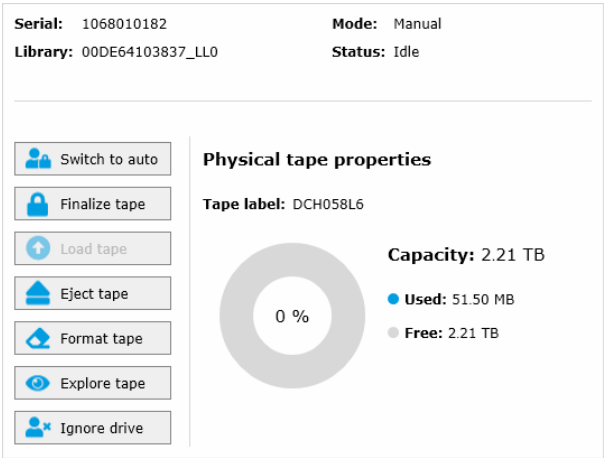 Serial: 1068010182 Mode: Manual
Library: 00DE64103837_LL0 Status: Idle
Switch to auto
Finalize tape
Load tape
Eject tape
Format tape
Explore tape
Ignore drive
Physical tape properties
Tape label: DCH058L6
0 %
Capacity: 2.21 TB
Used: 51.50 MB
Free: 2.21 TB